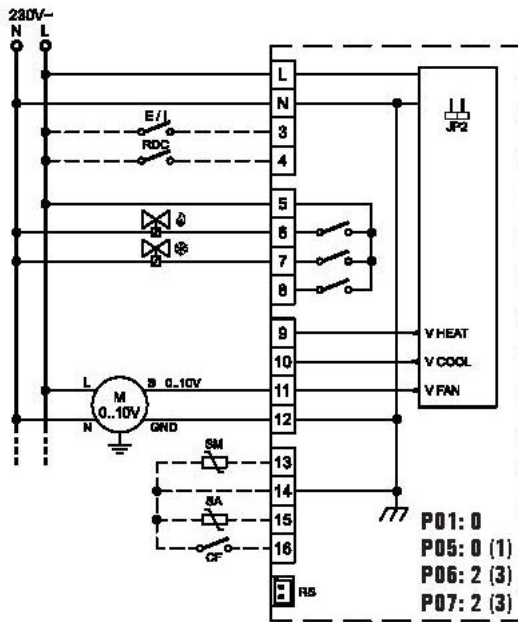 230V~
N L
L
N
E / I
3
RDC
4
JP2
5
6
7
8
9
V HEAT
10
V COOL
L
S 0..10V
11
V FAN
M
0..10V
N
GND
12
SM
13
14
SA
15
CF
16
RS
P01: 0
P05: 0 (1)
P06: 2 (3)
P07: 2 (3)